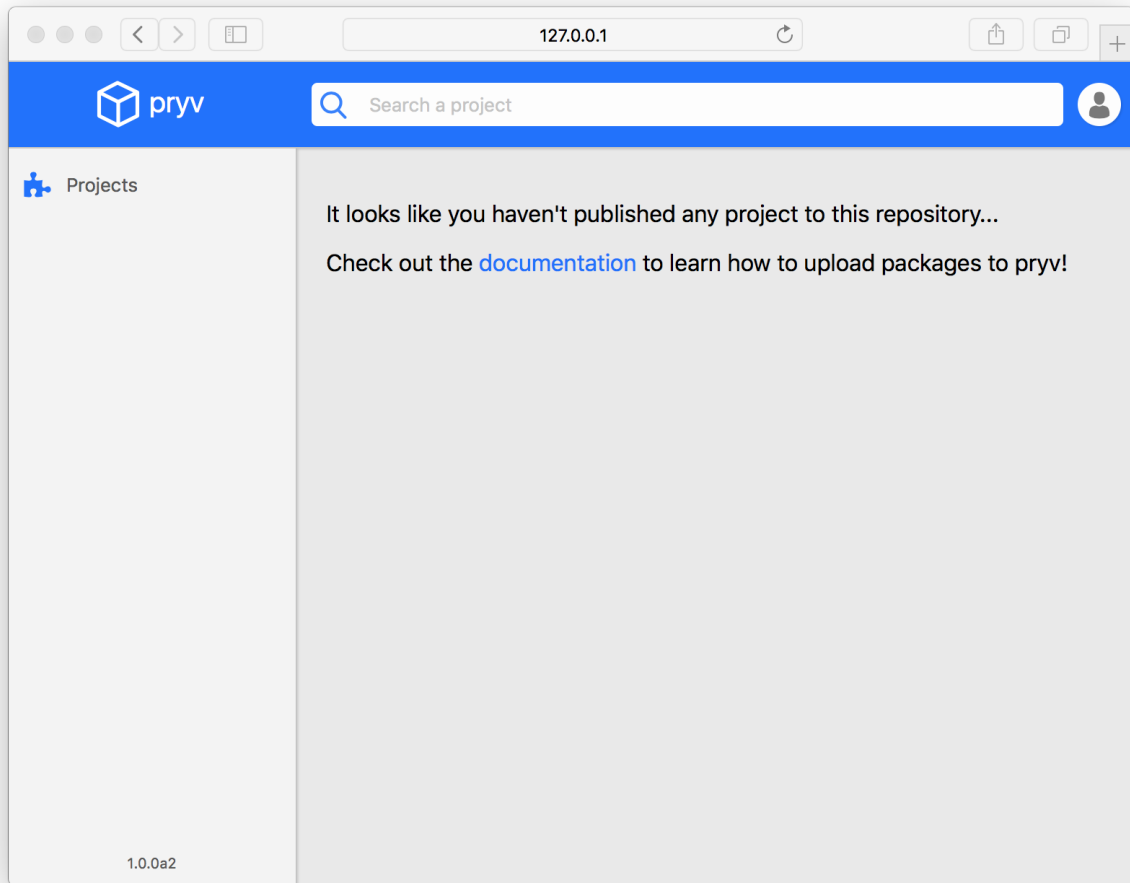 127.0.0.1
pryv
Search a project
Projects
It looks like you haven't published any project to this repository...
Check out the documentation to learn how to upload packages to pryv!
1.0.0a2